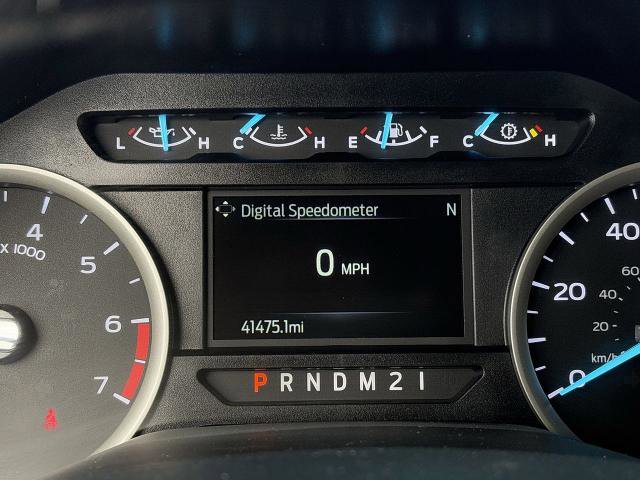 L H C H E F C H
Digital Speedometer N
0 MPH
41475.1mi
P R N D M 2 1
4
x 1000
5
6
7
40
20
0
60
40
20
km/h